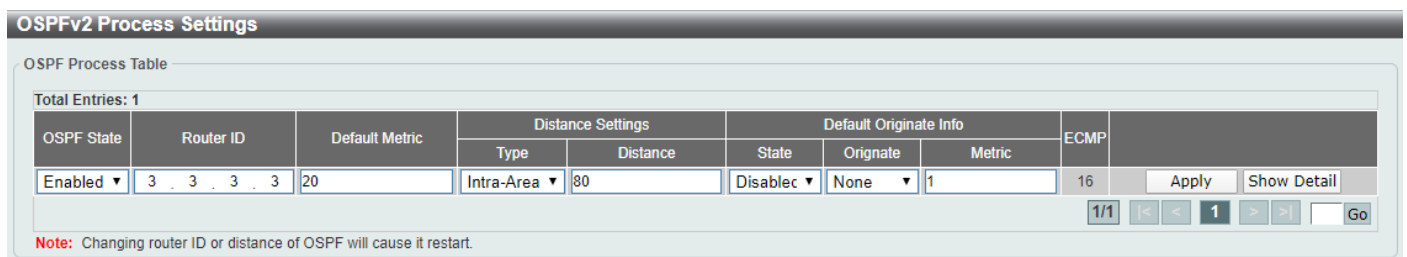 OSPFv2 Process Settings
OSPF Process Table
Total Entries: 1
OSPF State Router ID Default Metric Distance Settings Default Originate Info ECMP
Type Distance State Orignate Metric
Enabled 3 . 3 . 3 . 3 20 Intra-Area 80 Disablec None 1 16 Apply Show Detail
1/1 |< < 1 > >| Go
Note: Changing router ID or distance of OSPF will cause it restart.